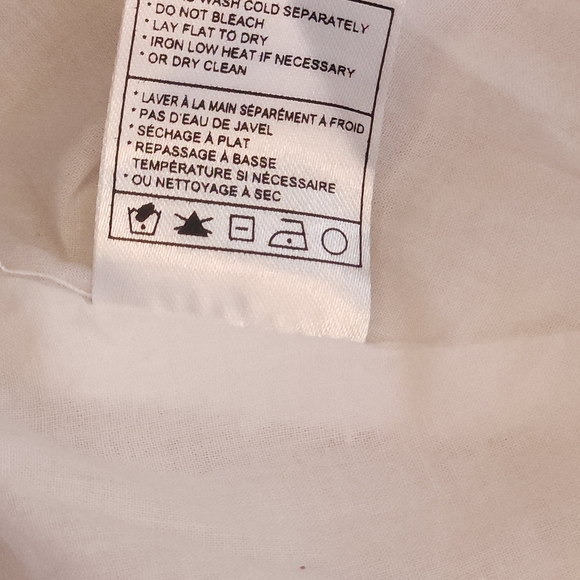 WASH COLD SEPARATELY
* DO NOT BLEACH
* LAY FLAT TO DRY
* IRON LOW HEAT IF NECESSARY
* OR DRY CLEAN
* LAVER À LA MAIN SÉPARÉMENT À FROID
* PAS D'EAU DE JAVEL
* SÉCHAGE À PLAT
* REPASSAGE À BASSE
TEMPÉRATURE SI NÉCESSAIRE
* OU NETTOYAGE À SEC